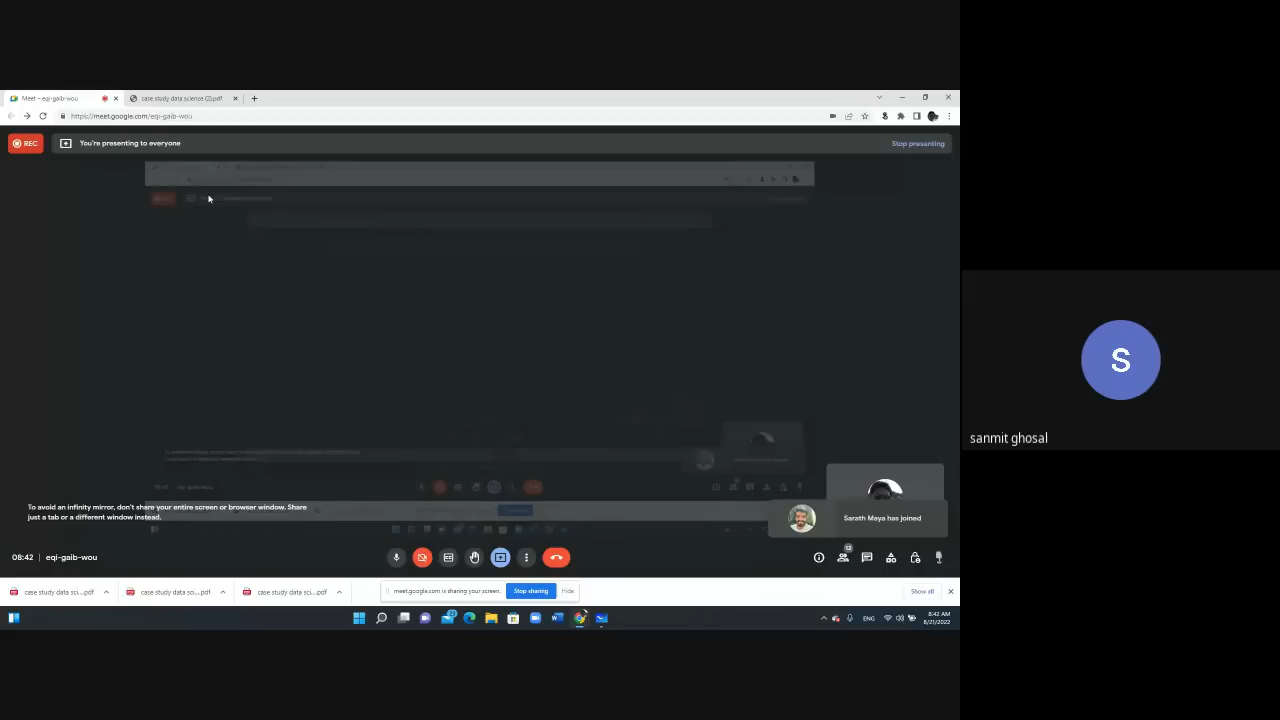 Meet – eqi-gaib-wou
case study data science (2).pdf
https://meet.google.com/eqi-gaib-wou
REC
You're presenting to everyone
Stop presenting
S
sanmit ghosal
To avoid an infinity mirror, don't share your entire screen or browser window. Share
just a tab or a different window instead.
Sarath Maya has joined
08:42 | eqi-gaib-wou
12
case study data sci....pdf
case study data sci....pdf
case study data sci....pdf
meet.google.com is sharing your screen.
Stop sharing
Hide
Show all
ENG
8:42 AM
8/21/2022